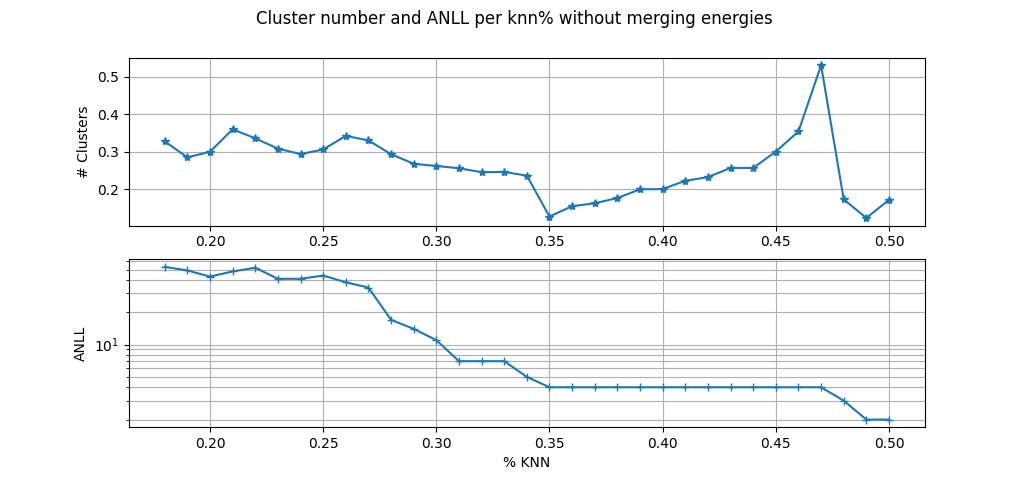 Cluster number and ANLL per knn% without merging energies
# Clusters
0.5
0.4
0.3
0.2
0.20 0.25 0.30 0.35 0.40 0.45 0.50
ANLL
10¹
0.20 0.25 0.30 0.35 0.40 0.45 0.50
% KNN